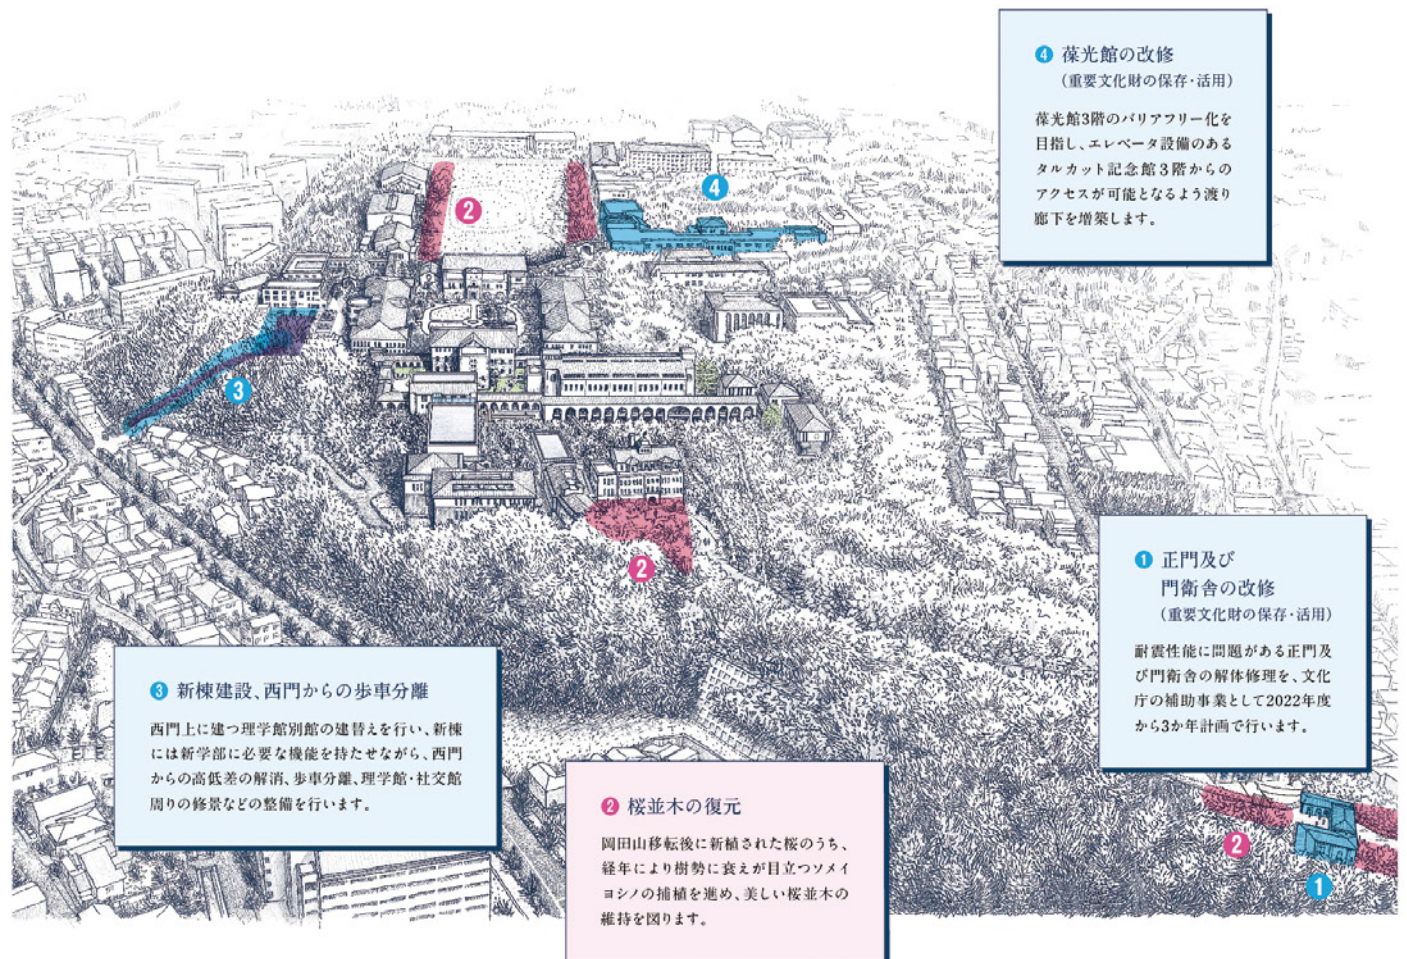 ④ 葆光館の改修
(重要文化財の保存・活用)
葆光館3階のバリアフリー化を
目指し、エレベータ設備のある
タルカット記念館3階からの
アクセスが可能となるよう渡り
廊下を増築します。
④
②
③
②
① 正門及び
門衛舎の改修
(重要文化財の保存・活用)
耐震性能に問題がある正門及
び門衛舎の解体修理を、文化
庁の補助事業として2022年度
から3か年計画で行います。
③ 新棟建設、西門からの歩車分離
西門上に建つ理学館別館の建替えを行い、新棟
には新学部に必要な機能を持たせながら、西門
からの高低差の解消、歩車分離、理学館・社交館
周りの修景などの整備を行います。
② 桜並木の復元
岡田山移転後に新植された桜のうち、
経年により樹勢に衰えが目立つソメイ
ヨシノの捕植を進め、美しい桜並木の
維持を図ります。
②
①